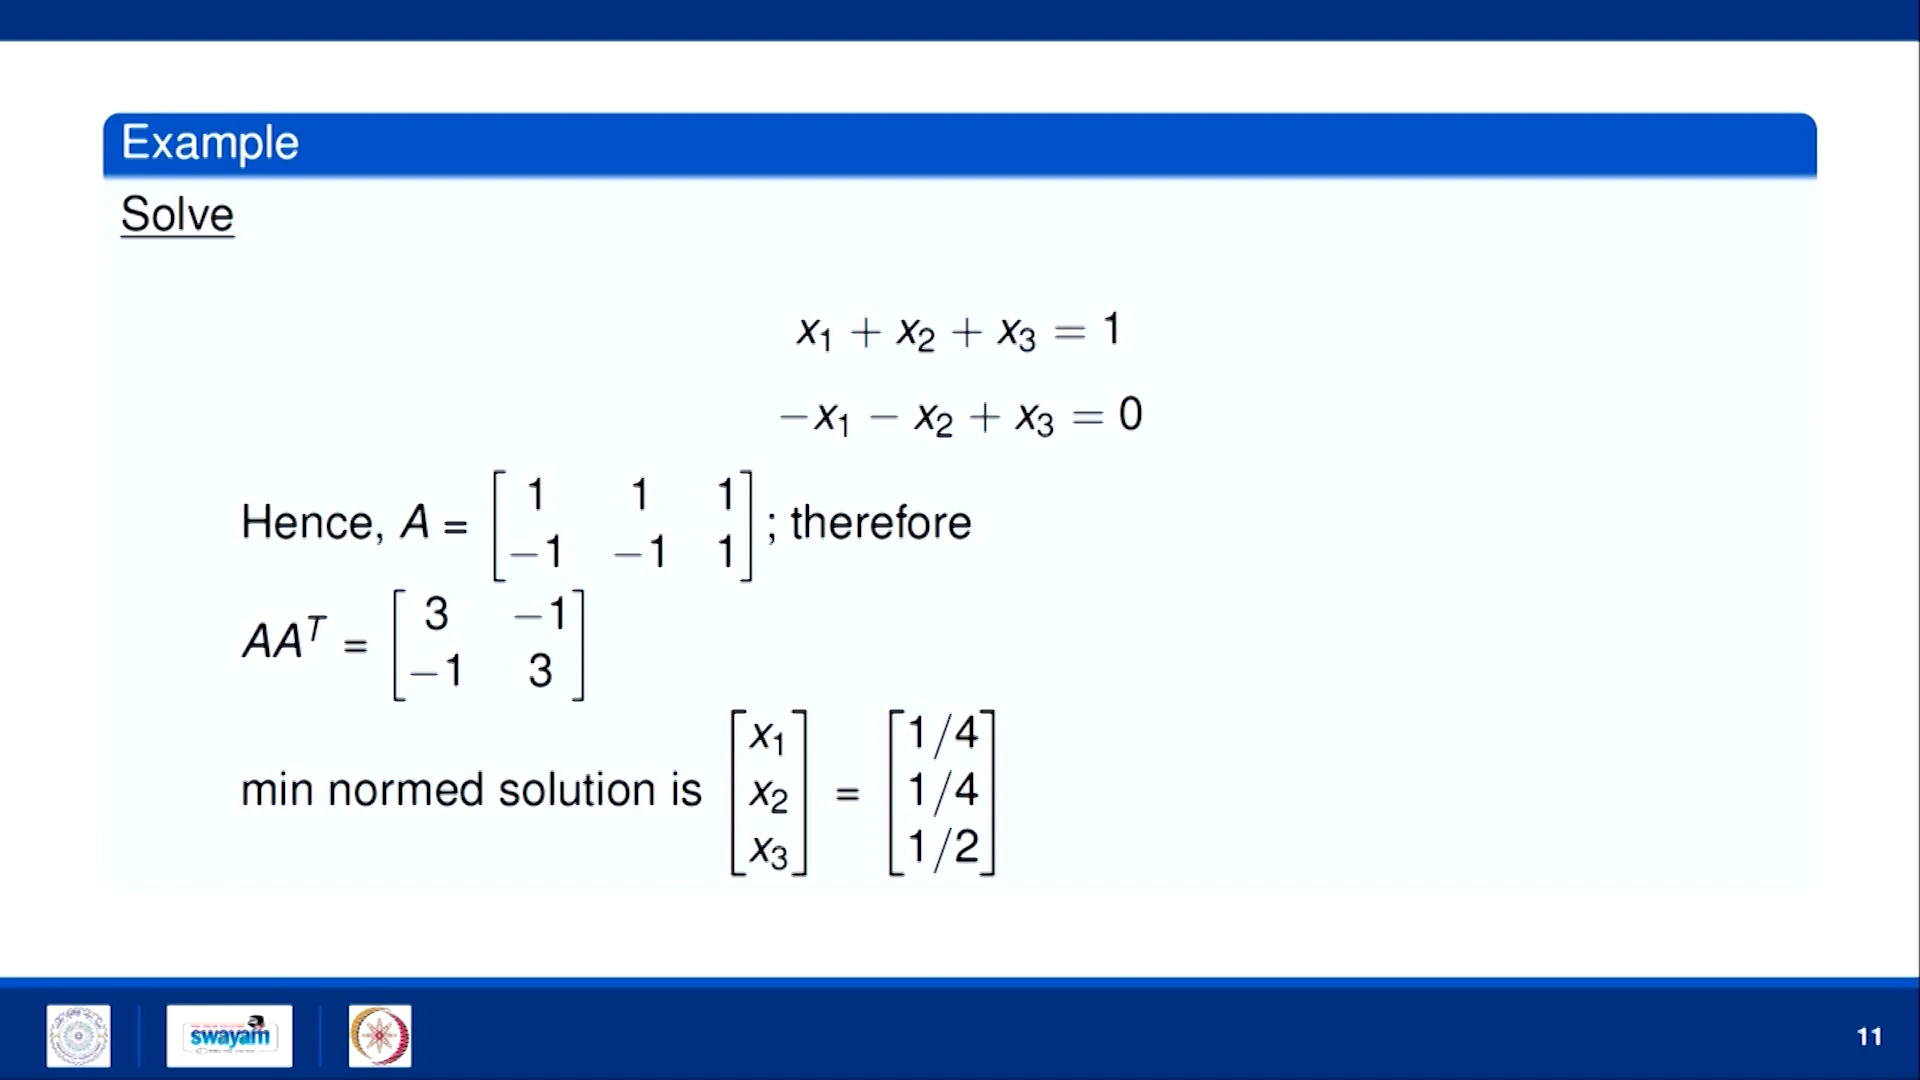 Example
Solve
x₁ + x₂ + x₃ = 1
−x₁ − x₂ + x₃ = 0
Hence, A = [1 1 1; −1 −1 1]; therefore
AAᵀ = [3 −1; −1 3]
min normed solution is [x₁; x₂; x₃] = [1/4; 1/4; 1/2]
swayam
11